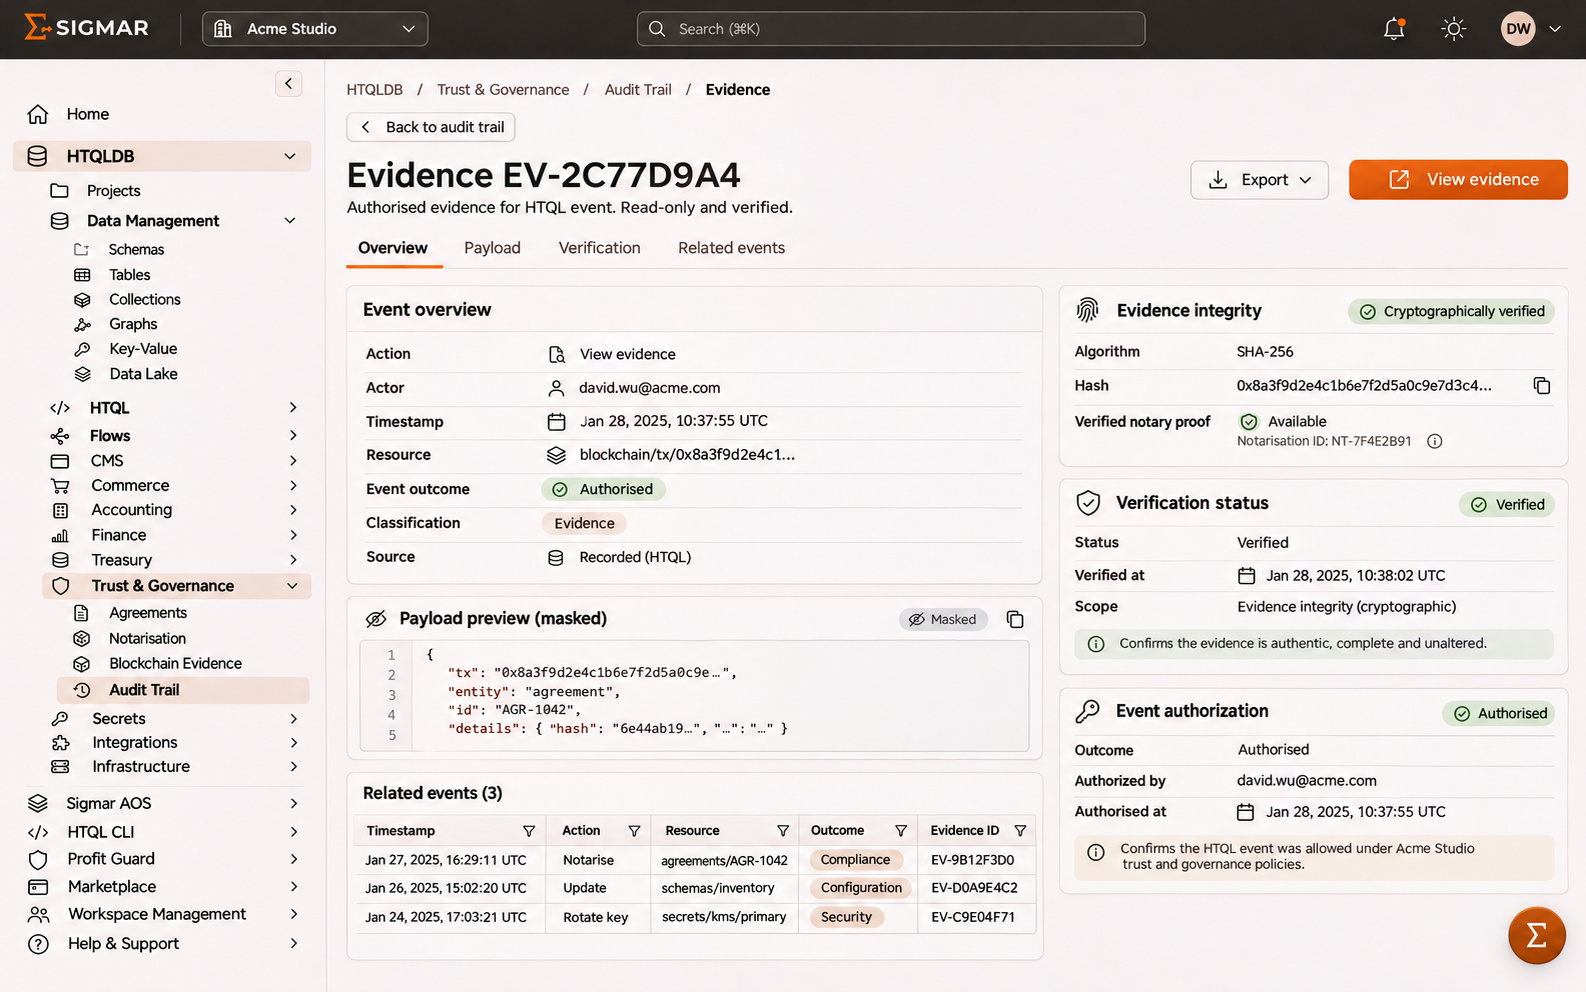 SIGMAR
Acme Studio
Search (⌘K)
DW
Home
HTQLDB
Projects
Data Management
Schemas
Tables
Collections
Graphs
Key-Value
Data Lake
HTQL
Flows
CMS
Commerce
Accounting
Finance
Treasury
Trust & Governance
Agreements
Notarisation
Blockchain Evidence
Audit Trail
Secrets
Integrations
Infrastructure
Sigmar AOS
HTQL CLI
Profit Guard
Marketplace
Workspace Management
Help & Support
HTQLDB / Trust & Governance / Audit Trail / Evidence
Back to audit trail
Evidence EV-2C77D9A4
Authorised evidence for HTQL event. Read-only and verified.
Export
View evidence
Overview Payload Verification Related events
Event overview
Action View evidence
Actor david.wu@acme.com
Timestamp Jan 28, 2025, 10:37:55 UTC
Resource blockchain/tx/0x8a3f9d2e4c1...
Event outcome Authorised
Classification Evidence
Source Recorded (HTQL)
Payload preview (masked)
Masked
1 {
2 "tx": "0x8a3f9d2e4c1b6e7f2d5a0c9e…",
3 "entity": "agreement",
4 "id": "AGR-1042",
5 "details": { "hash": "6e44ab19…", "…": "…" }
Related events (3)
Timestamp Action Resource Outcome Evidence ID
Jan 27, 2025, 16:29:11 UTC Notarise agreements/AGR-1042 Compliance EV-9B12F3D0
Jan 26, 2025, 15:02:20 UTC Update schemas/inventory Configuration EV-D0A9E4C2
Jan 24, 2025, 17:03:21 UTC Rotate key secrets/kms/primary Security EV-C9E04F71
Evidence integrity
Cryptographically verified
Algorithm SHA-256
Hash 0x8a3f9d2e4c1b6e7f2d5a0c9e7d3c4...
Verified notary proof Available
Notarisation ID: NT-7F4E2B91
Verification status
Verified
Status Verified
Verified at Jan 28, 2025, 10:38:02 UTC
Scope Evidence integrity (cryptographic)
Confirms the evidence is authentic, complete and unaltered.
Event authorization
Authorised
Outcome Authorised
Authorized by david.wu@acme.com
Authorised at Jan 28, 2025, 10:37:55 UTC
Confirms the HTQL event was allowed under Acme Studio
trust and governance policies.
Σ